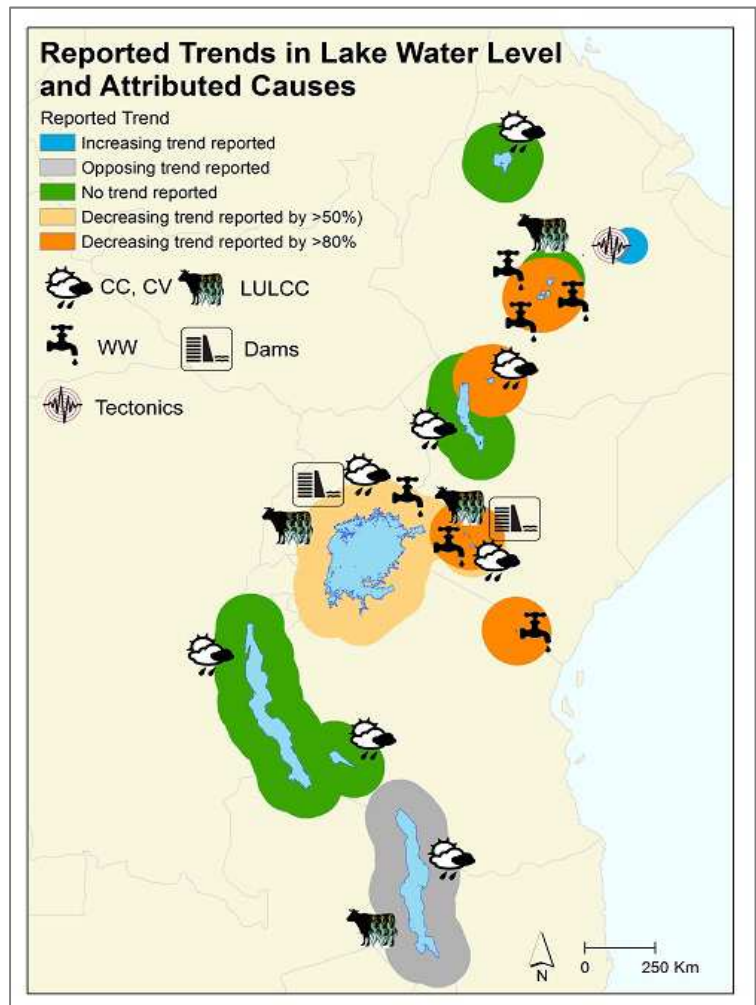 Reported Trends in Lake Water Level
and Attributed Causes
Reported Trend
Increasing trend reported
Opposing trend reported
No trend reported
Decreasing trend reported by >50%)
Decreasing trend reported by >80%
CC, CV
LULCC
WW
Dams
Tectonics
N
0 250 Km